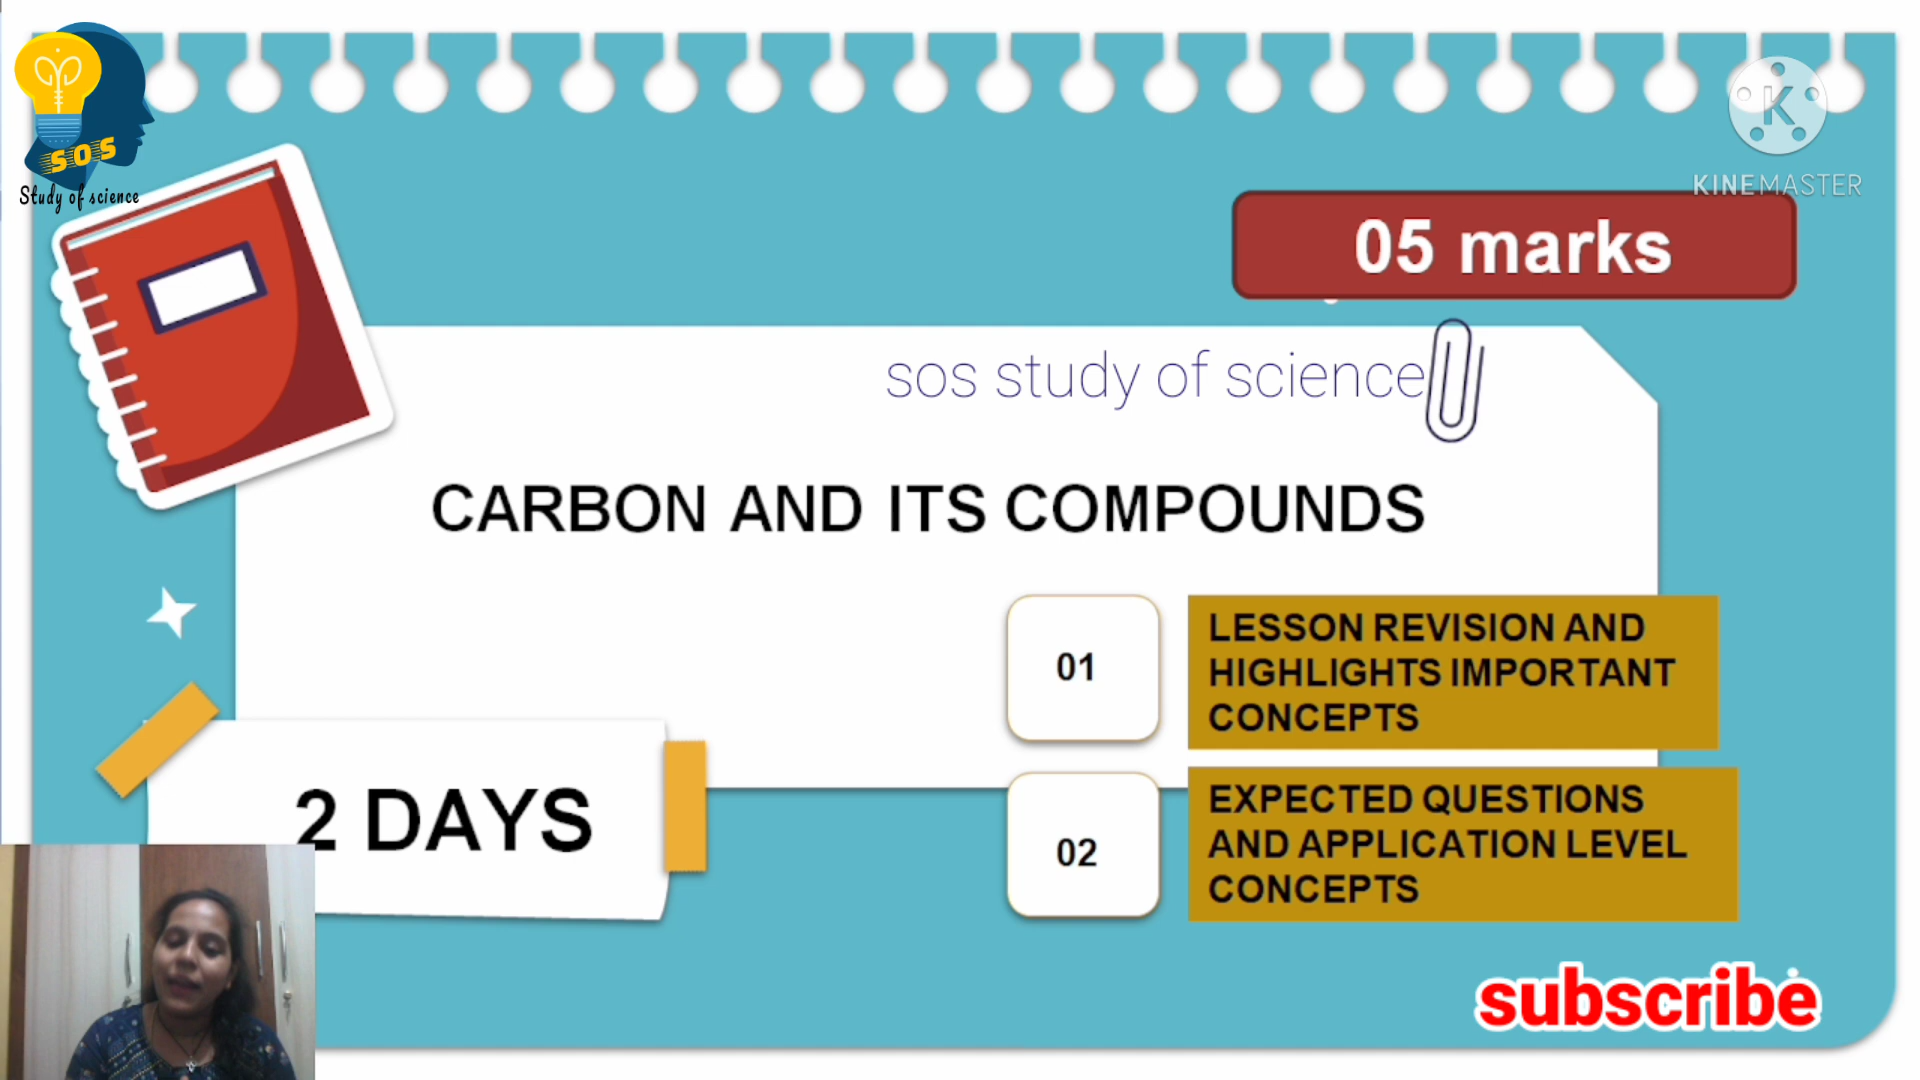 SOS
Study of science
KINEMASTER
05 marks
sos study of science
CARBON AND ITS COMPOUNDS
01
LESSON REVISION AND
HIGHLIGHTS IMPORTANT
CONCEPTS
2 DAYS
02
EXPECTED QUESTIONS
AND APPLICATION LEVEL
CONCEPTS
subscribe